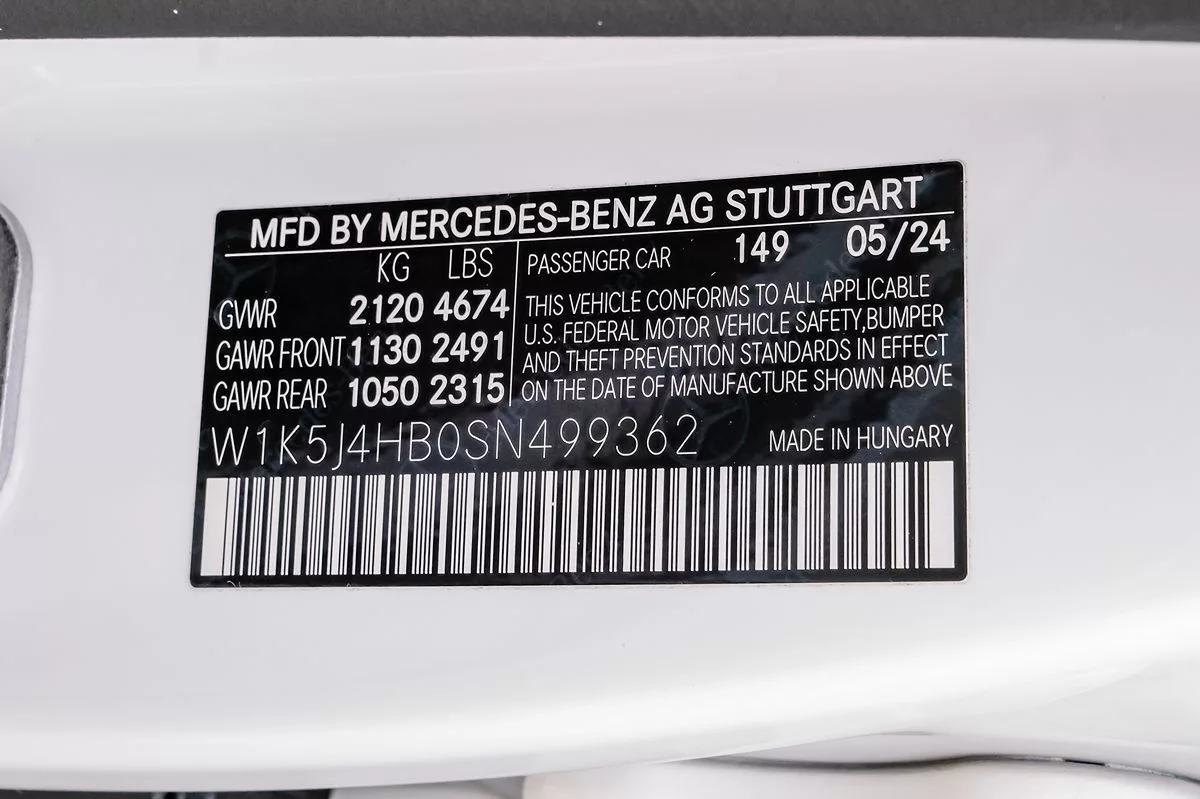 MFD BY MERCEDES-BENZ AG STUTTGART
KG LBS
GVWR 2120 4674
GAWR FRONT 1130 2491
GAWR REAR 1050 2315
PASSENGER CAR 149 05/24
THIS VEHICLE CONFORMS TO ALL APPLICABLE
U.S. FEDERAL MOTOR VEHICLE SAFETY,BUMPER
AND THEFT PREVENTION STANDARDS IN EFFECT
ON THE DATE OF MANUFACTURE SHOWN ABOVE
W1K5J4HB0SN499362
MADE IN HUNGARY